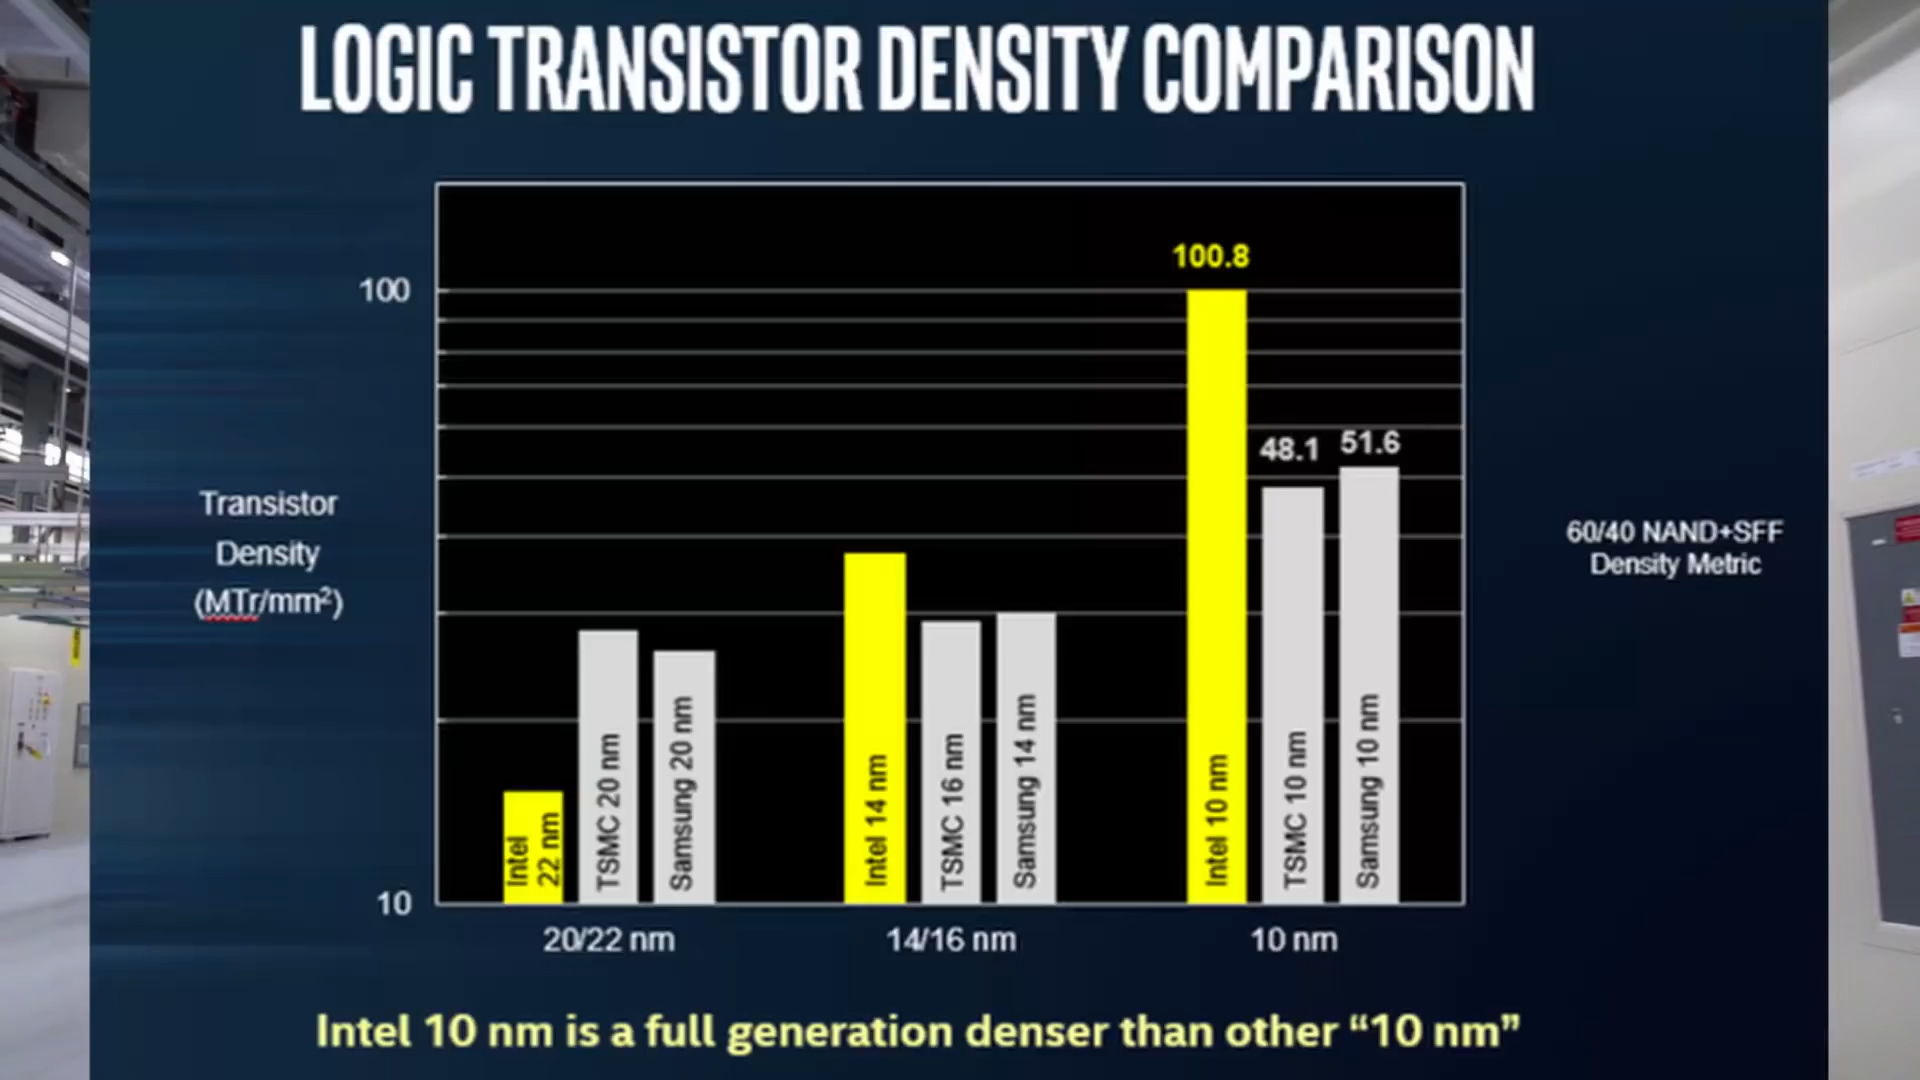 LOGIC TRANSISTOR DENSITY COMPARISON
100.8
100
48.1
51.6
Transistor
Density
(MTr/mm²)
60/40 NAND+SFF
Density Metric
Intel
22 nm
TSMC 20 nm
Samsung 20 nm
Intel 14 nm
TSMC 16 nm
Samsung 14 nm
Intel 10 nm
TSMC 10 nm
Samsung 10 nm
10
20/22 nm
14/16 nm
10 nm
Intel 10 nm is a full generation denser than other “10 nm”